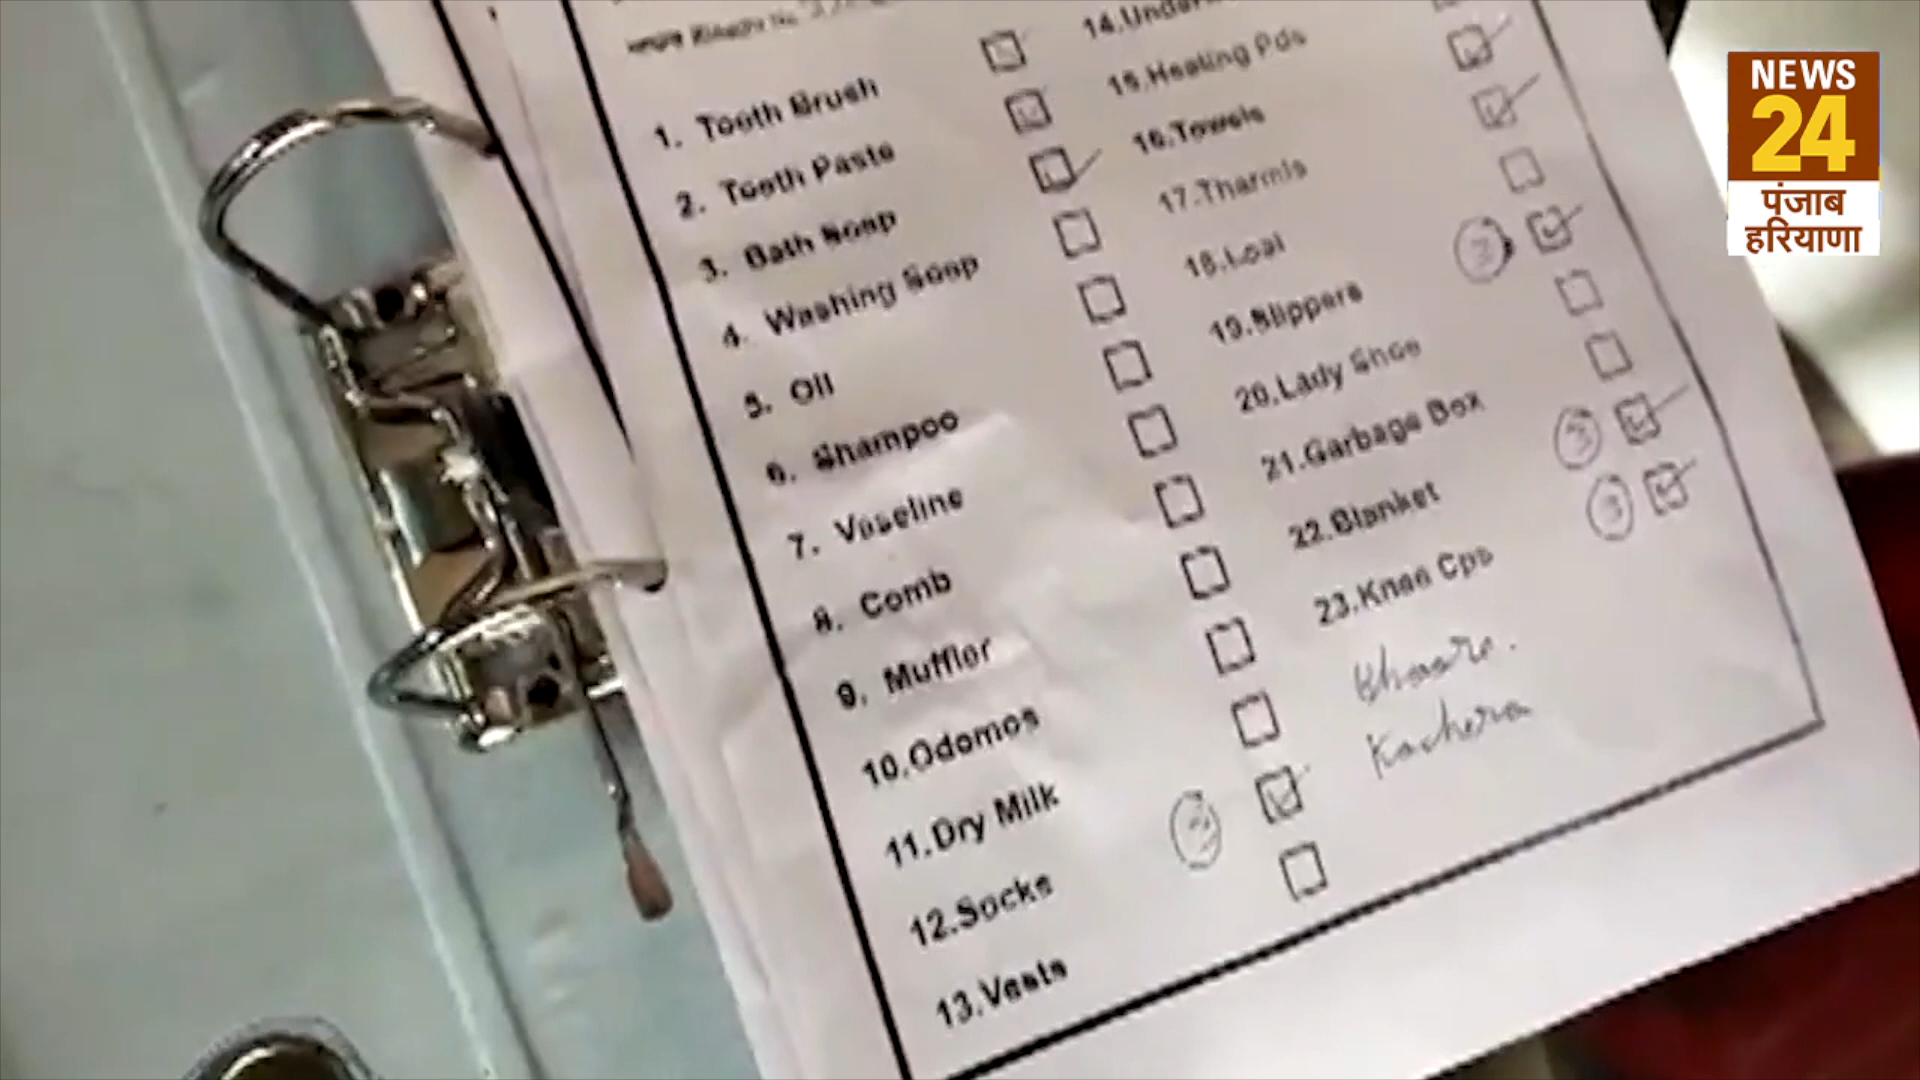 1. Tooth Brush
2. Tooth Paste
3. Bath Soap
4. Washing Soap
5. Oil
6. Shampoo
7. Vaseline
8. Comb
9. Muffler
10.Odomos
11.Dry Milk
12.Socks
13.Vests
15.Healing Pds
16.Towels
17.Tharmis
18.Loal
19.Slippers
20.Lady Shoe
21.Garbage Box
22.Blanket
23.Knee Cps
Kachera
NEWS
24
पंजाब
हरियाणा